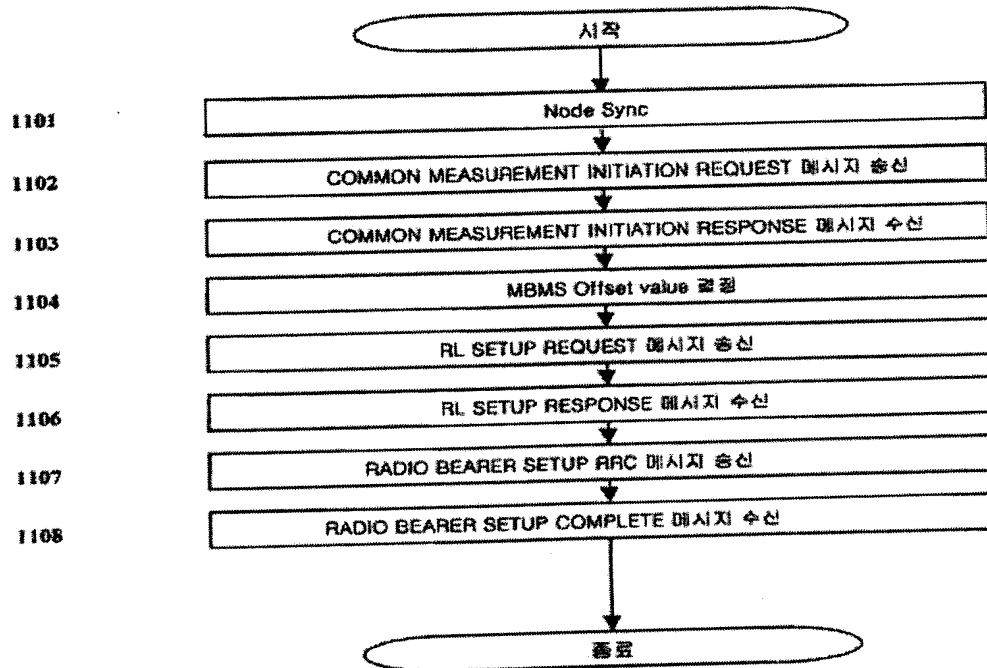 시작
1101 Node Sync
1102 COMMON MEASUREMENT INITIATION REQUEST 메시지 송신
1103 COMMON MEASUREMENT INITIATION RESPONSE 메시지 수신
1104 MBMS Offset value 결정
1105 RL SETUP REQUEST 메시지 송신
1106 RL SETUP RESPONSE 메시지 수신
1107 RADIO BEARER SETUP RRC 메시지 송신
1108 RADIO BEARER SETUP COMPLETE 메시지 수신
종료